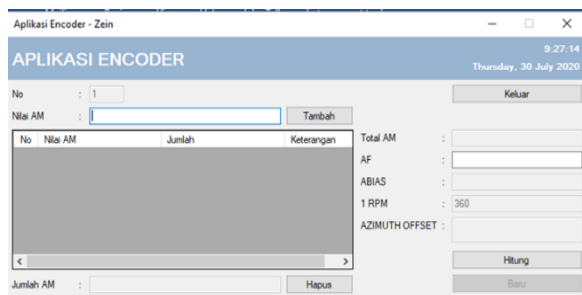 Aplikasi Encoder - Zein
APLIKASI ENCODER
9:27:14
Thursday, 30 July 2020
No : 1
Nilai AM :
Tambah
Keluar
No Nilai AM Jumlah Keterangan
Total AM :
AF :
ABIAS :
1 RPM : 360
AZIMUTH OFFSET :
Hitung
Jumlah AM :
Hapus
Baru